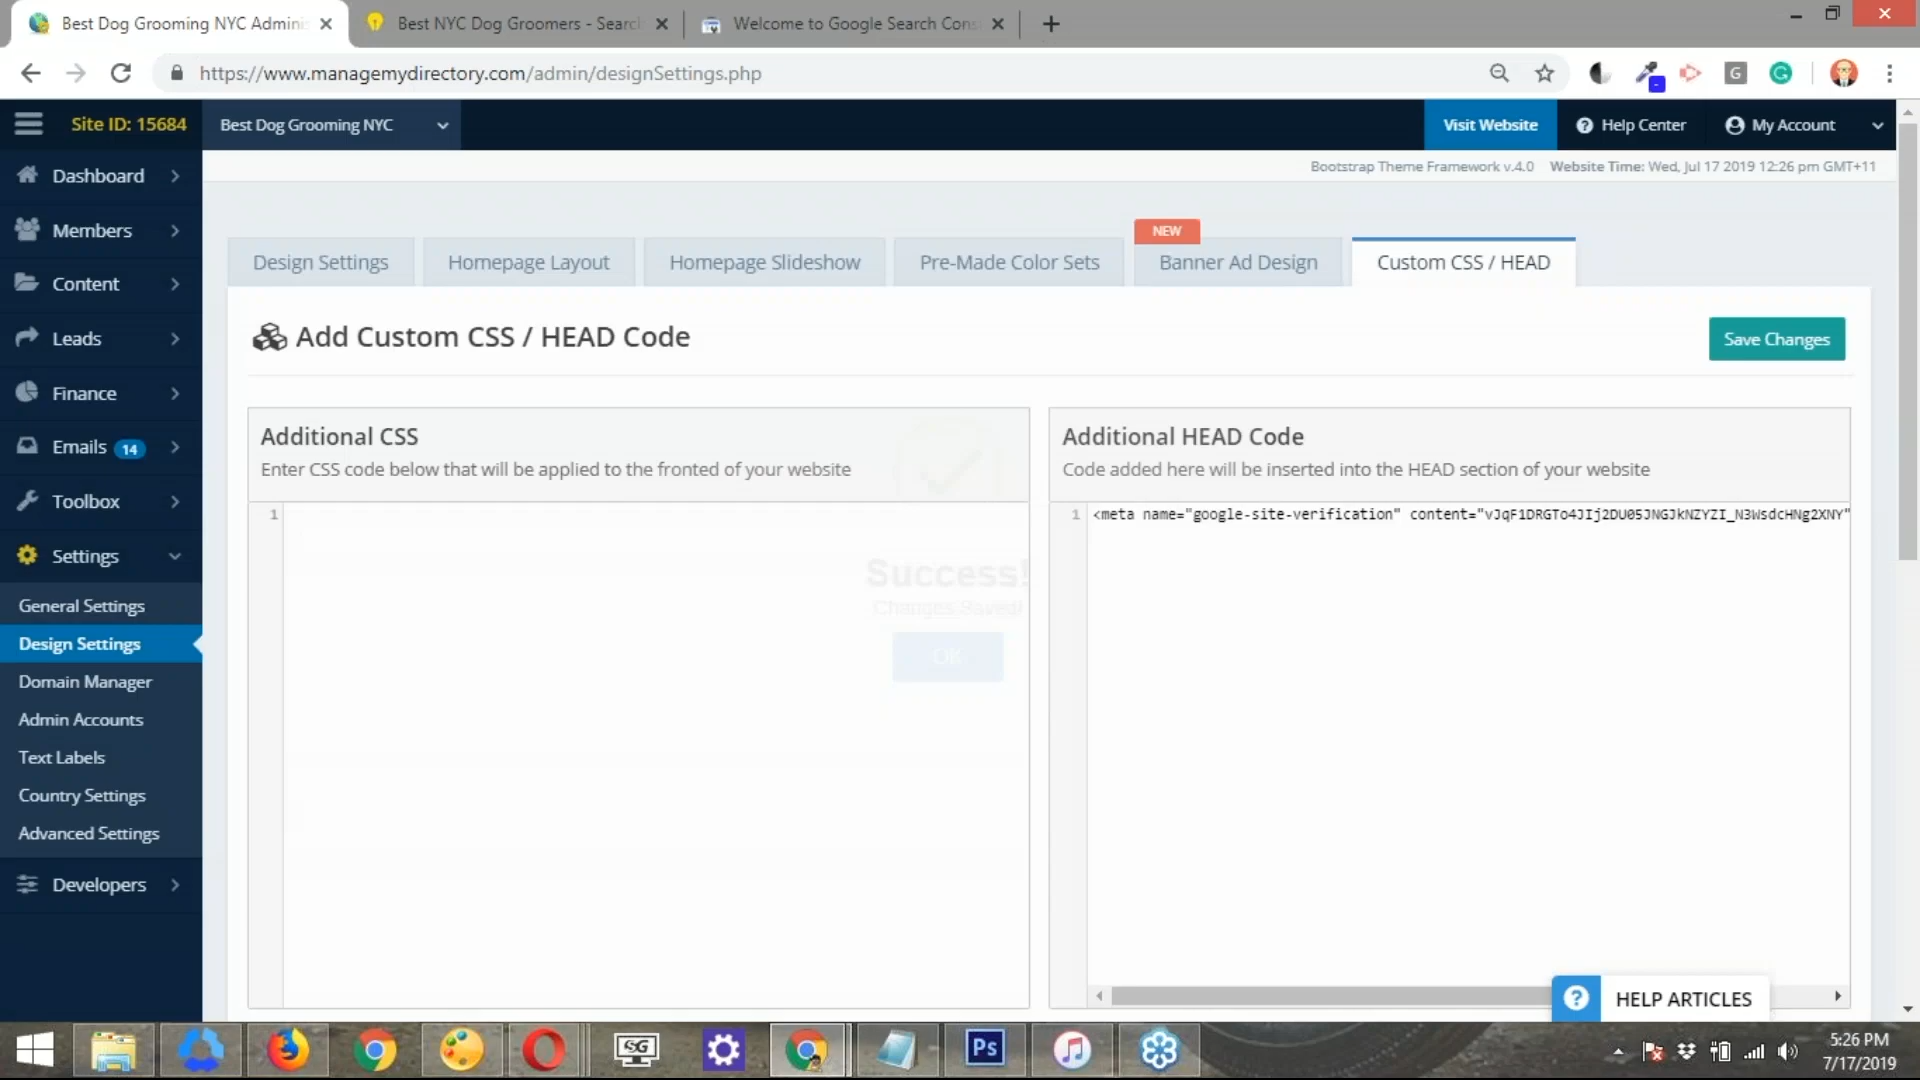 Best Dog Grooming NYC Adminis
Best NYC Dog Groomers - Search
Welcome to Google Search Cons
https://www.managemydirectory.com/admin/designSettings.php
Site ID: 15684
Best Dog Grooming NYC
Visit Website
Help Center
My Account
Bootstrap Theme Framework v.4.0 Website Time: Wed, Jul 17 2019 12:26 pm GMT+11
Dashboard
Members
Content
Leads
Finance
Emails 14
Toolbox
Settings
General Settings
Design Settings
Domain Manager
Admin Accounts
Text Labels
Country Settings
Advanced Settings
Developers
NEW
Design Settings
Homepage Layout
Homepage Slideshow
Pre-Made Color Sets
Banner Ad Design
Custom CSS / HEAD
Add Custom CSS / HEAD Code
Save Changes
Additional CSS
Enter CSS code below that will be applied to the fronted of your website
1
Success!
Changes Saved!
OK
Additional HEAD Code
Code added here will be inserted into the HEAD section of your website
1 <meta name="google-site-verification" content="vJqF1DRGTo4JIj2DU05JNGJkNZYZI_N3WsdcHNg2XNY"
HELP ARTICLES
SG
Ps
5:26 PM
7/17/2019